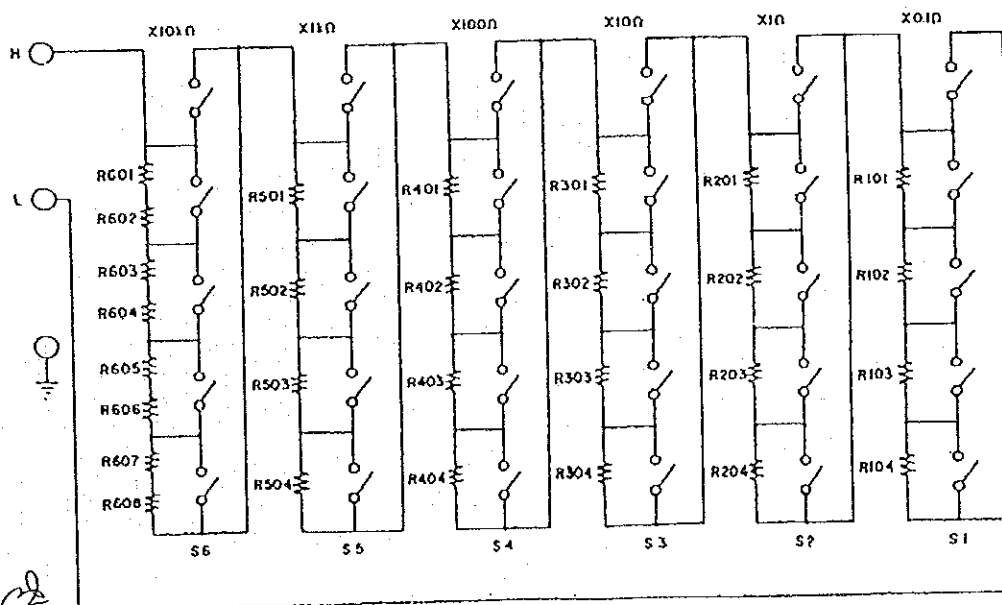 X10kΩ X1kΩ X100Ω X10Ω X1Ω X0.1Ω
H
R601 R401 R301 R201 R101
L R501
R602
R603 R502 R402 R302 R202 R102
R604
R605 R503 R403 R303 R203 R103
R606
R607 R504 R404 R304 R204 R104
R608
S6 S5 S4 S3 S2 S1